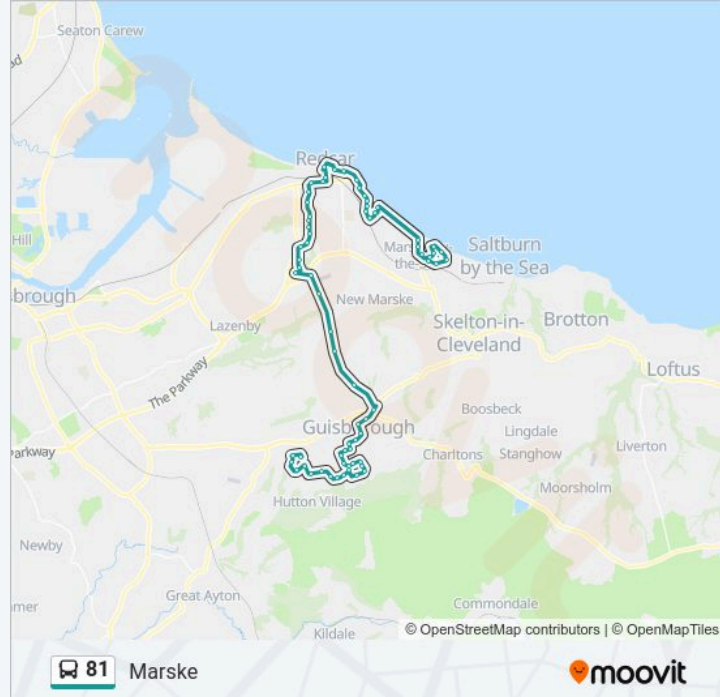 Seaton Carew
Redcar
Hill
Saltburn
by the Sea
sbrough
New Marske
Skelton-in-
Cleveland
Brotton
Lazenby
The Parkway
Loftus
Boosbeck
Guisborough
Lingdale
Parkway
Charltons
Stanghow
Liverton
Moorsholm
Hutton Village
Newby
Great Ayton
Commondale
mer
Kildale
© OpenStreetMap contributors | © OpenMapTiles
81 Marske
moovit